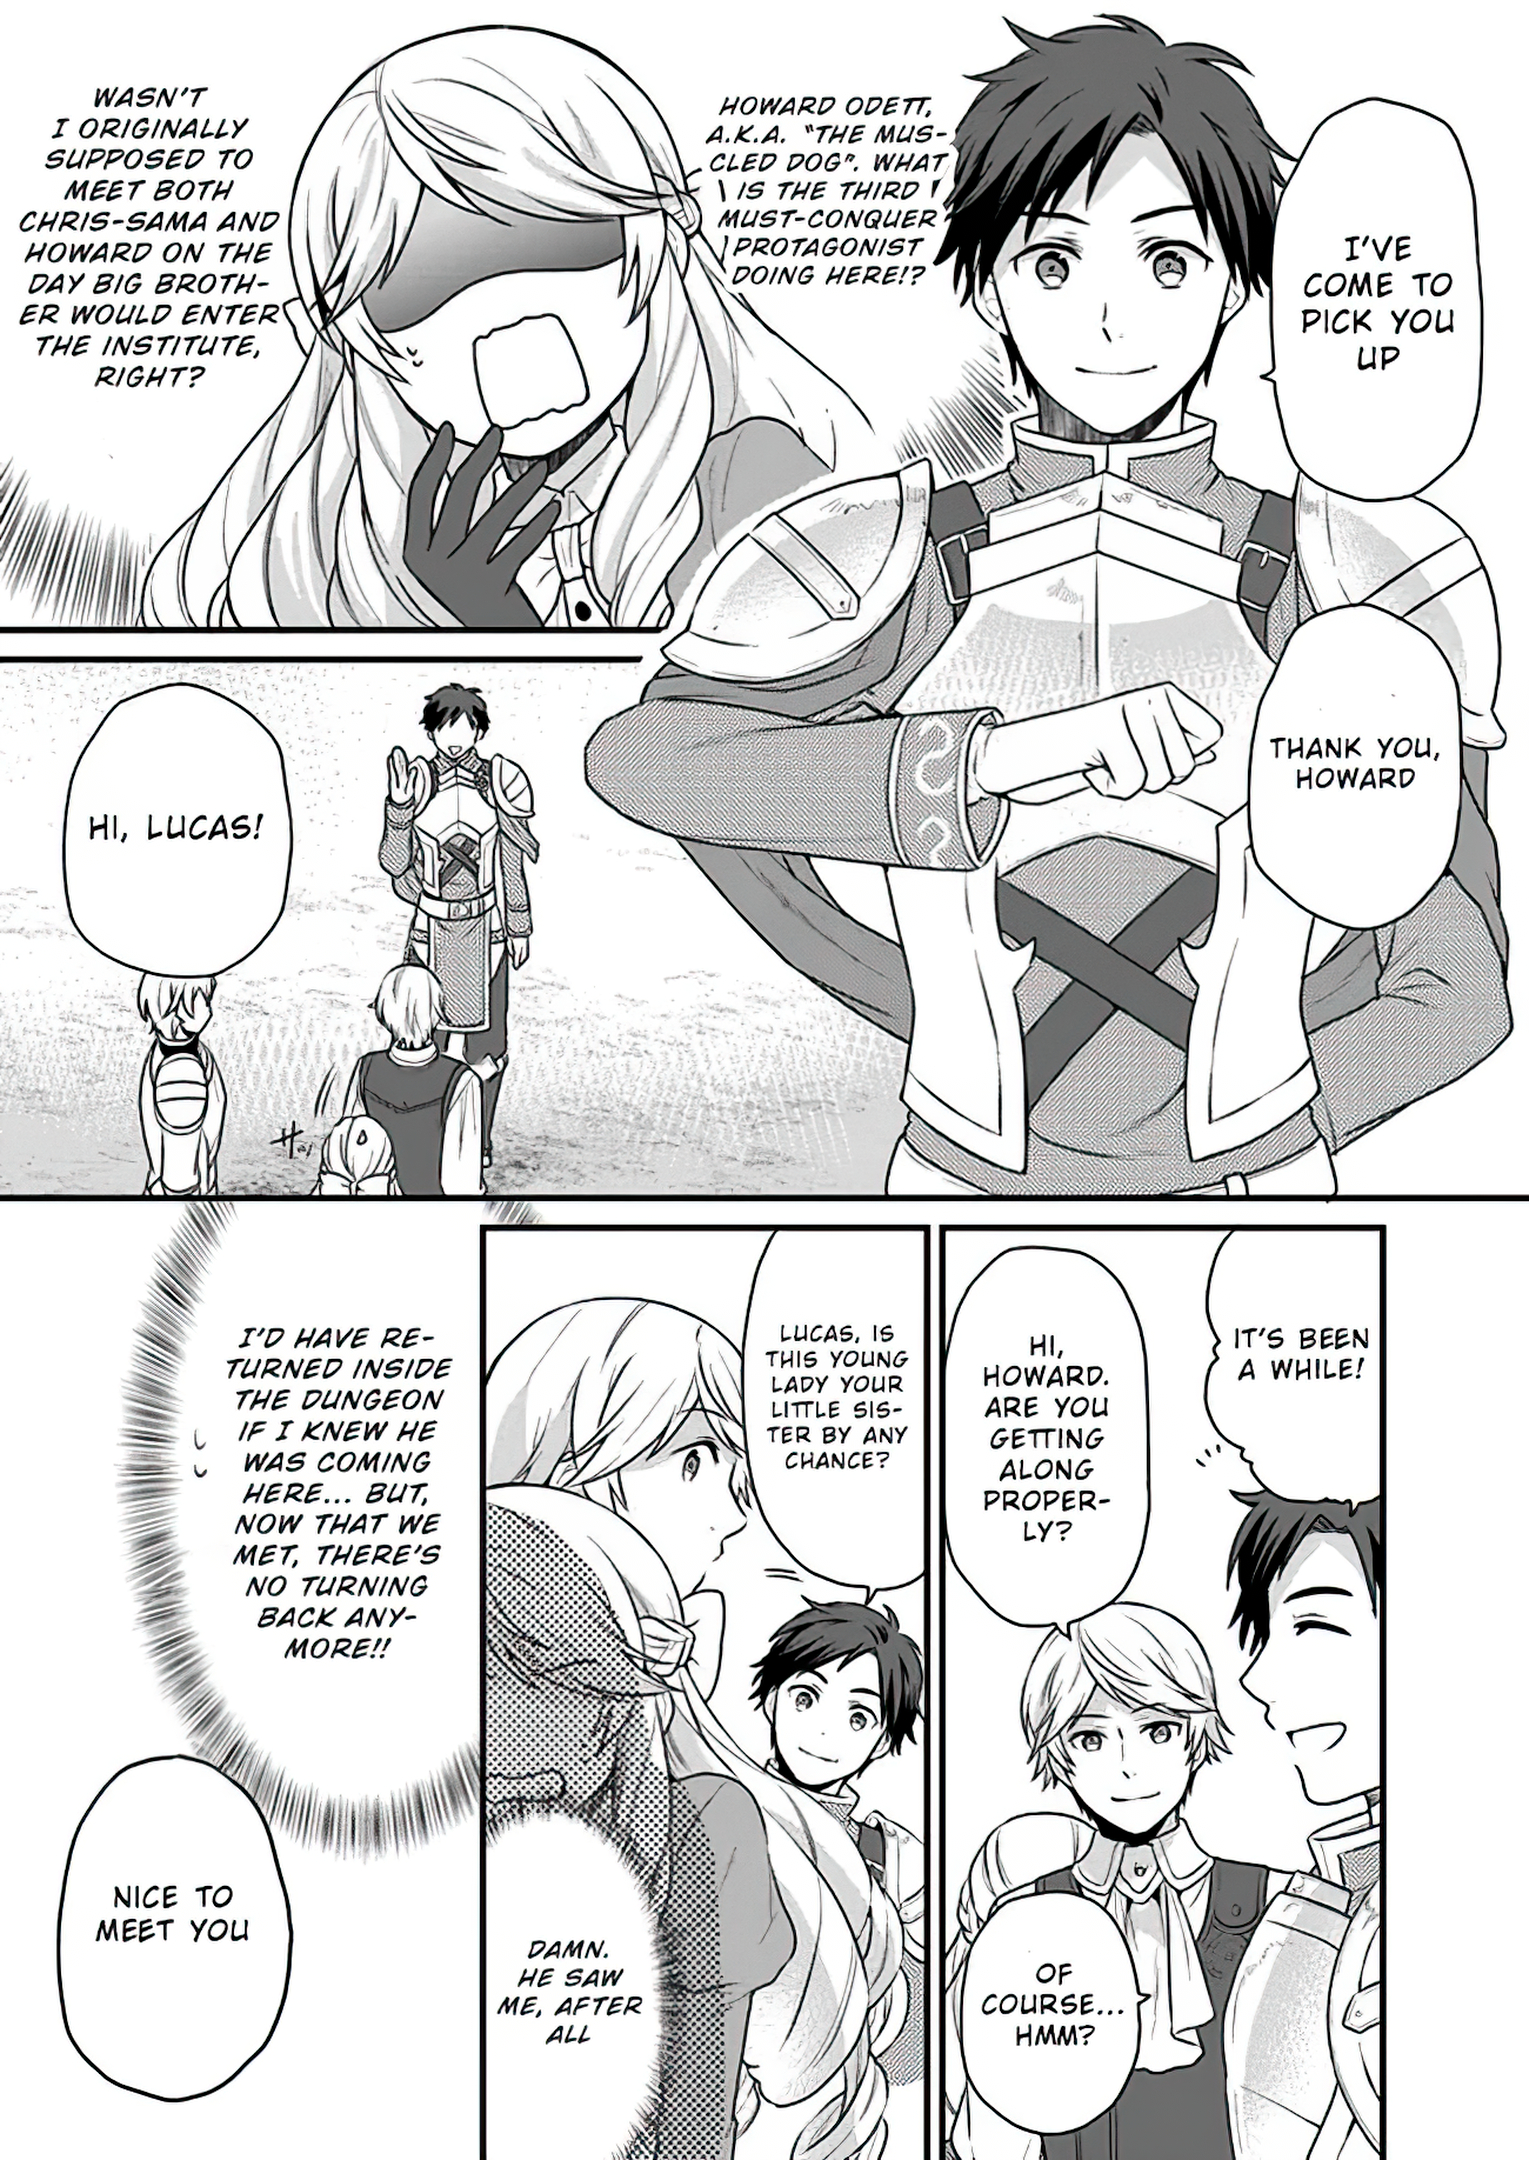 I'VE
COME TO
PICK YOU
UP
THANK YOU,
HOWARD
HOWARD ODETT,
A.K.A. "THE MUS-
CLED DOG". WHAT
IS THE THIRD
MUST-CONQUER
PROTAGONIST
DOING HERE!?
WASN'T
I ORIGINALLY
SUPPOSED TO
MEET BOTH
CHRIS-SAMA AND
HOWARD ON THE
DAY BIG BROTH-
ER WOULD ENTER
THE INSTITUTE,
RIGHT?
HI, LUCAS!
IT'S BEEN
A WHILE!
HI,
HOWARD.
ARE YOU
GETTING
ALONG
PROPER-
LY?
OF
COURSE...
HMM?
LUCAS, IS
THIS YOUNG
LADY YOUR
LITTLE SIS-
TER BY ANY
CHANCE?
DAMN.
HE SAW
ME, AFTER
ALL
I'D HAVE RE-
TURNED INSIDE
THE DUNGEON
IF I KNEW HE
WAS COMING
HERE... BUT,
NOW THAT WE
MET, THERE'S
NO TURNING
BACK ANY-
MORE!!
NICE TO
MEET YOU